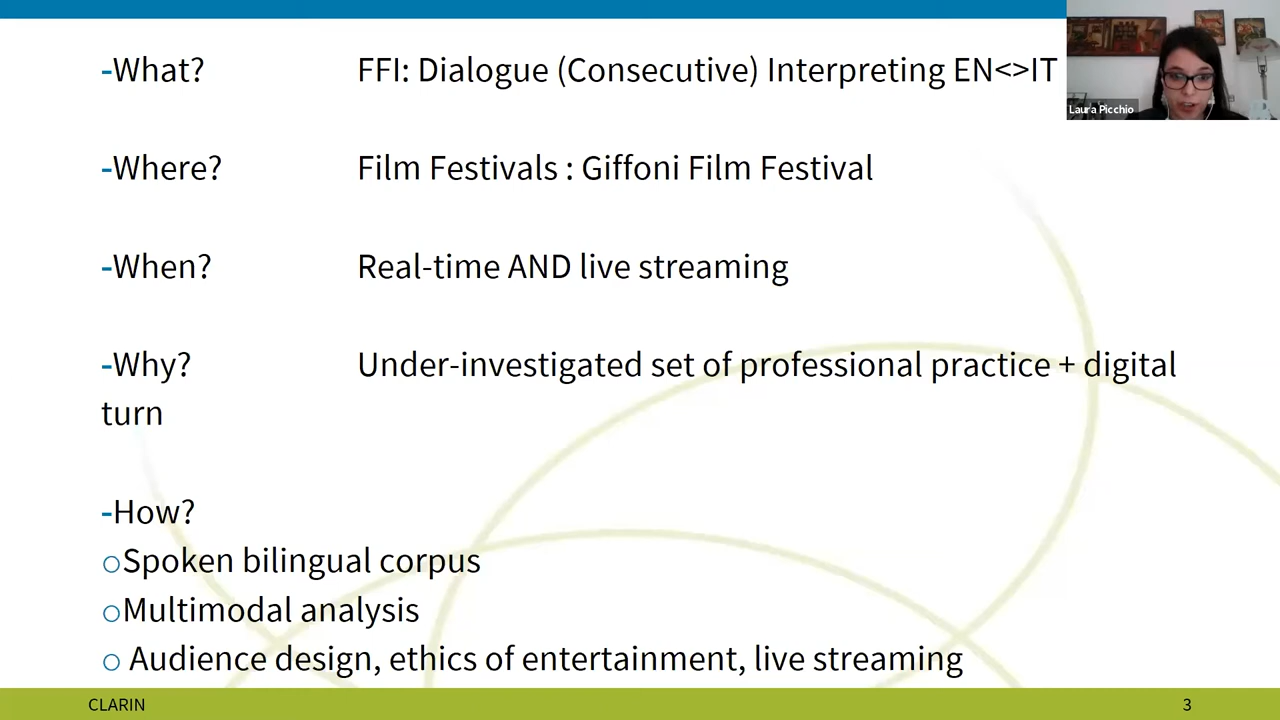 -What? FFI: Dialogue (Consecutive) Interpreting EN<>IT
Laura Picchio
-Where? Film Festivals : Giffoni Film Festival
-When? Real-time AND live streaming
-Why? Under-investigated set of professional practice + digital
turn
-How?
oSpoken bilingual corpus
oMultimodal analysis
o Audience design, ethics of entertainment, live streaming
CLARIN 3